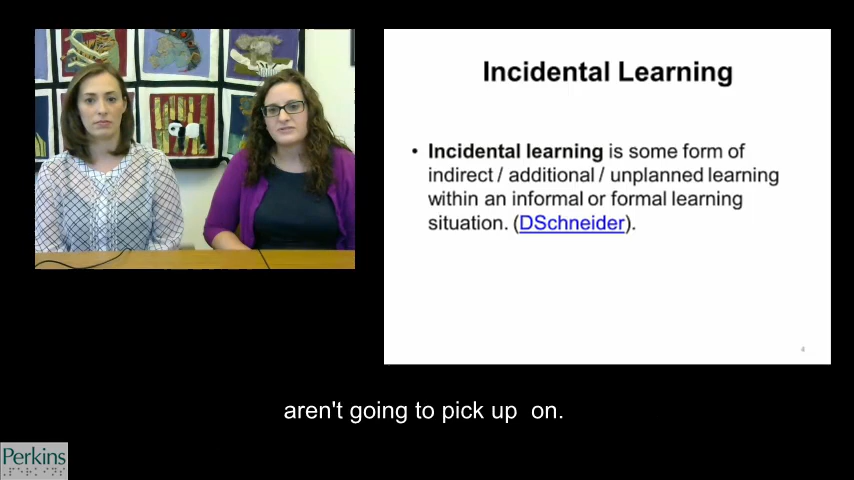 Incidental Learning
• Incidental learning is some form of
indirect / additional / unplanned learning
within an informal or formal learning
situation. (DSchneider).
4
aren't going to pick up  on.
Perkins